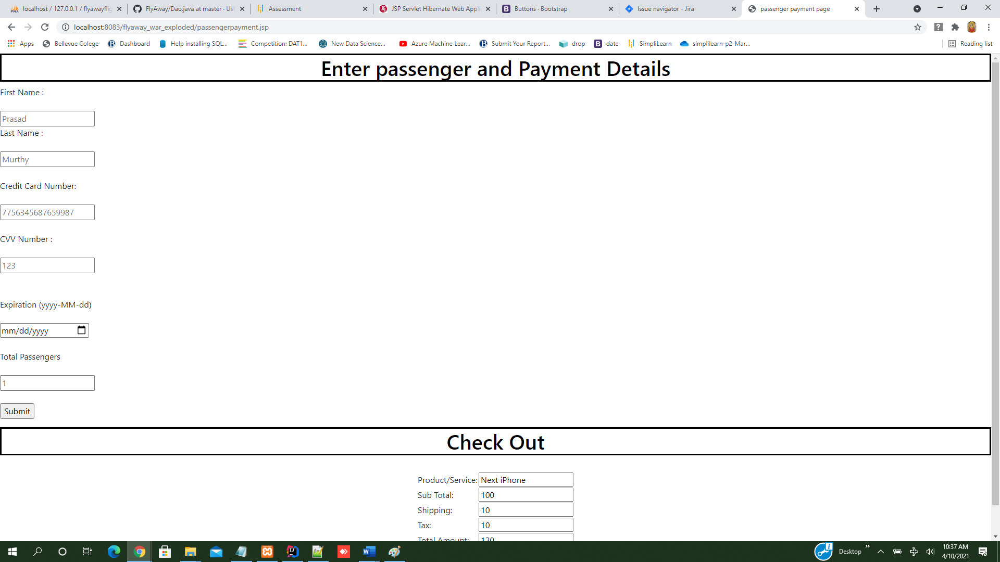 localhost / 127.0.0.1 / flyawayflig
FlyAway/Dao.java at master · Us
Assessment
JSP Servlet Hibernate Web Appli
Buttons · Bootstrap
Issue navigator - Jira
passenger payment page
localhost:8083/flyaway_war_exploded/passengerpayment.jsp
Apps
Bellevue Colege
Dashboard
Help installing SQL...
Competition: DAT1...
New Data Science...
Azure Machine Lear...
Submit Your Report...
drop
date
SimpliLearn
simplilearn-p2-Mar...
Reading list
Enter passenger and Payment Details
First Name :
Prasad
Last Name :
Murthy
Credit Card Number:
7756345687659987
CVV Number :
123
Expiration (yyyy-MM-dd)
mm/dd/yyyy
Total Passengers
1
Submit
Check Out
Product/Service: Next iPhone
Sub Total: 100
Shipping: 10
Tax: 10
Total Amount: 120
Desktop
10:37 AM
4/10/2021